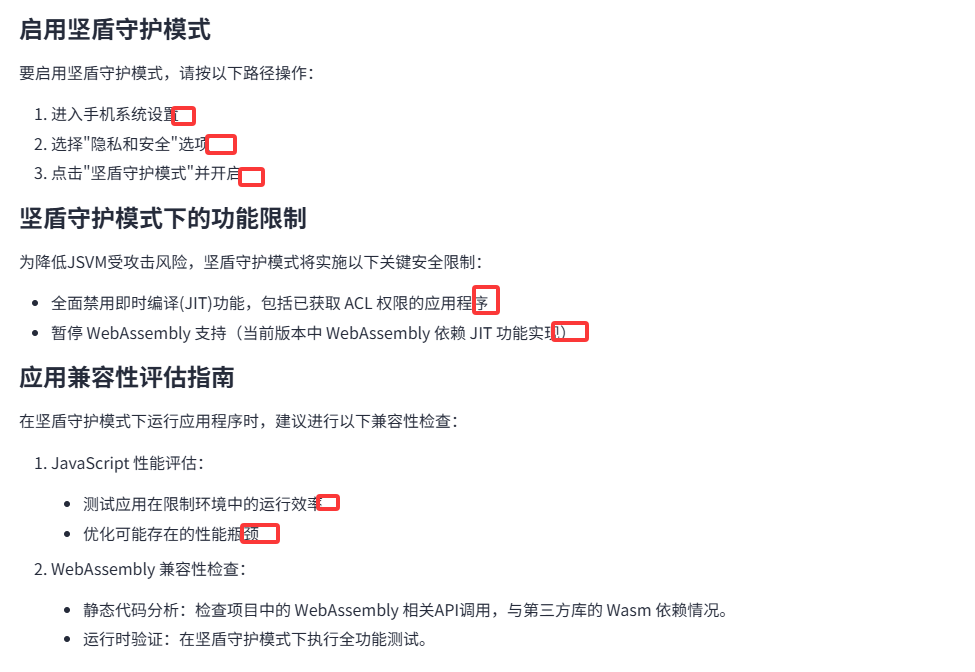 启用坚盾守护模式
要启用坚盾守护模式，请按以下路径操作：
1. 进入手机系统设置
2. 选择"隐私和安全"选项
3. 点击"坚盾守护模式"并开启
坚盾守护模式下的功能限制
为降低JSVM受攻击风险，坚盾守护模式将实施以下关键安全限制：
• 全面禁用即时编译(JIT)功能，包括已获取 ACL 权限的应用程序
• 暂停 WebAssembly 支持（当前版本中 WebAssembly 依赖 JIT 功能实现）
应用兼容性评估指南
在坚盾守护模式下运行应用程序时，建议进行以下兼容性检查：
1. JavaScript 性能评估：
• 测试应用在限制环境中的运行效率
• 优化可能存在的性能瓶颈
2. WebAssembly 兼容性检查：
• 静态代码分析：检查项目中的 WebAssembly 相关API调用，与第三方库的 Wasm 依赖情况。
• 运行时验证：在坚盾守护模式下执行全功能测试。